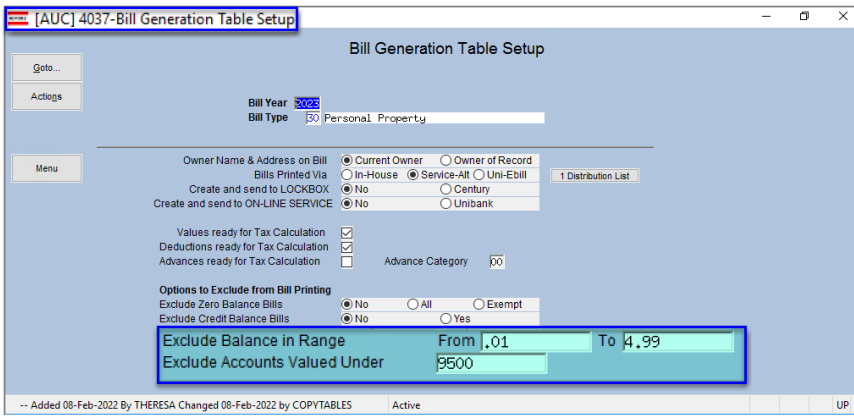 [AUC] 4037-Bill Generation Table Setup
Bill Generation Table Setup
Goto...
Actions
Bill Year 2023
Bill Type 30 Personal Property
Menu
Owner Name & Address on Bill Current Owner Owner of Record
Bills Printed Via In-House Service-Alt Uni-Ebill 1 Distribution List
Create and send to LOCKBOX No Century
Create and send to ON-LINE SERVICE No Unibank
Values ready for Tax Calculation
Deductions ready for Tax Calculation
Advances ready for Tax Calculation Advance Category 00
Options to Exclude from Bill Printing
Exclude Zero Balance Bills No All Exempt
Exclude Credit Balance Bills No Yes
Exclude Balance in Range From .01 To 4.99
Exclude Accounts Valued Under 9500
-- Added 08-Feb-2022 By THERESA Changed 08-Feb-2022 by COPYTABLES Active UP